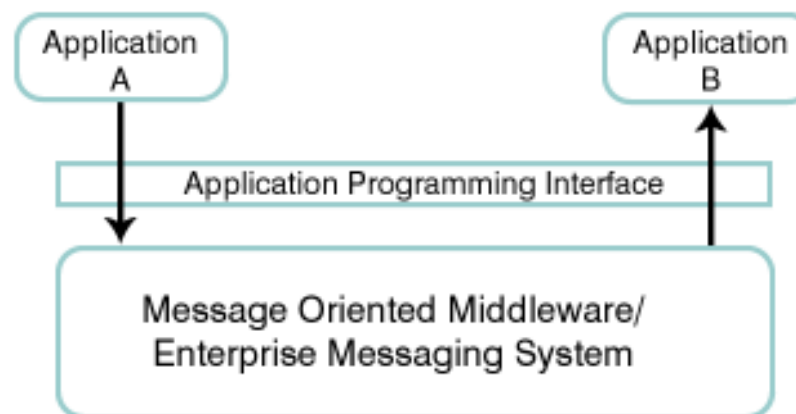 Application
A
Application
B
Application Programming Interface
Message Oriented Middleware/
Enterprise Messaging System